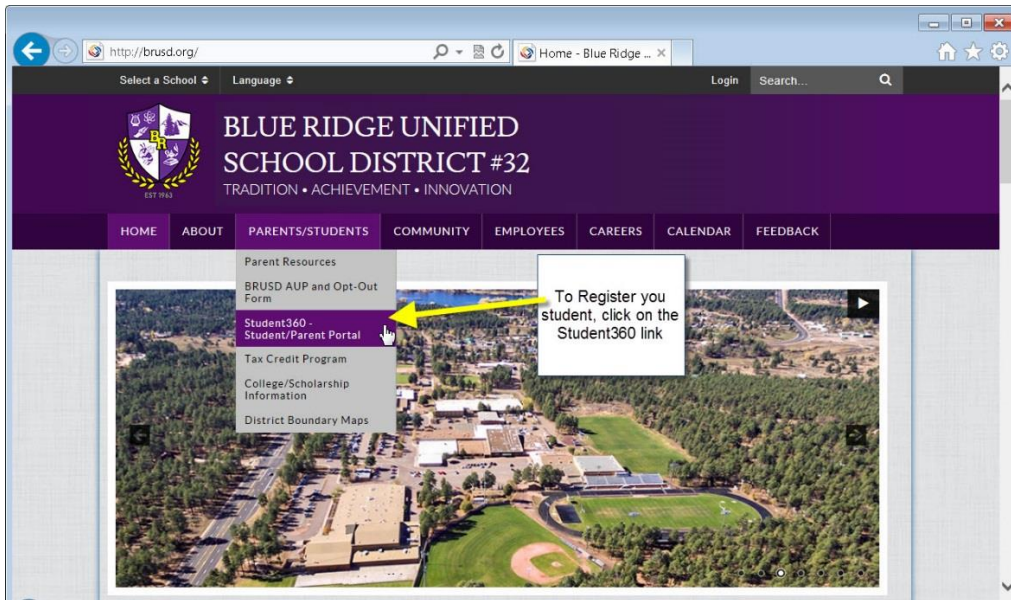 http://brusd.org/
Home - Blue Ridge ...
Select a School
Language
Login
Search...
BR
EST 1963
BLUE RIDGE UNIFIED
SCHOOL DISTRICT #32
TRADITION • ACHIEVEMENT • INNOVATION
HOME
ABOUT
PARENTS/STUDENTS
COMMUNITY
EMPLOYEES
CAREERS
CALENDAR
FEEDBACK
Parent Resources
BRUSD AUP and Opt-Out
Form
Student360 -
Student/Parent Portal
Tax Credit Program
College/Scholarship
Information
District Boundary Maps
To Register you
student, click on the
Student360 link